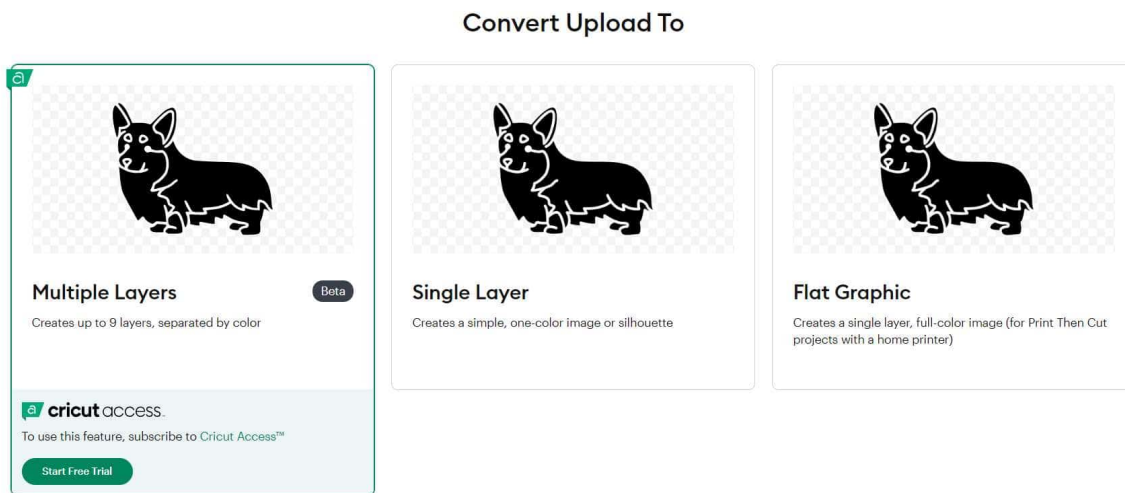 Convert Upload To
Multiple Layers
Beta
Creates up to 9 layers, separated by color
cricut access™
To use this feature, subscribe to Cricut Access™
Start Free Trial
Single Layer
Creates a simple, one-color image or silhouette
Flat Graphic
Creates a single layer, full-color image (for Print Then Cut
projects with a home printer)